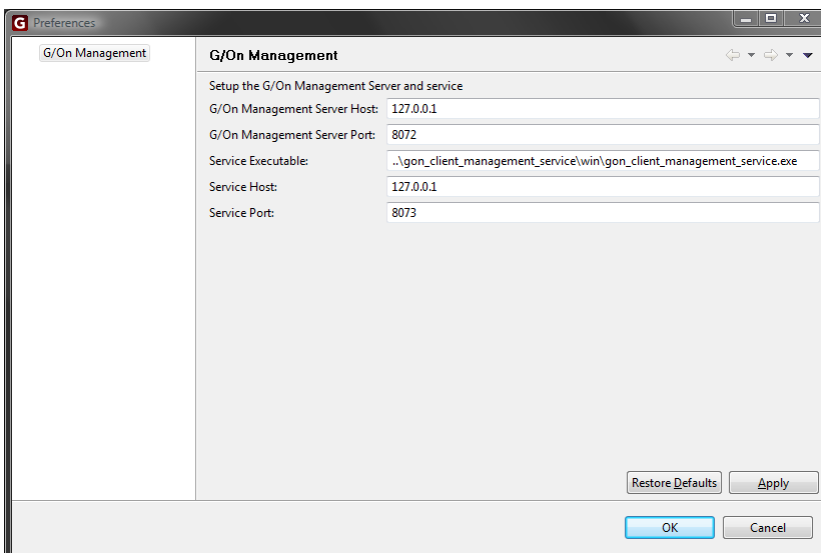 G Preferences
G/On Management
G/On Management
Setup the G/On Management Server and service
G/On Management Server Host: 127.0.0.1
G/On Management Server Port: 8072
Service Executable: ..\gon_client_management_service\win\gon_client_management_service.exe
Service Host: 127.0.0.1
Service Port: 8073
Restore Defaults Apply
OK Cancel